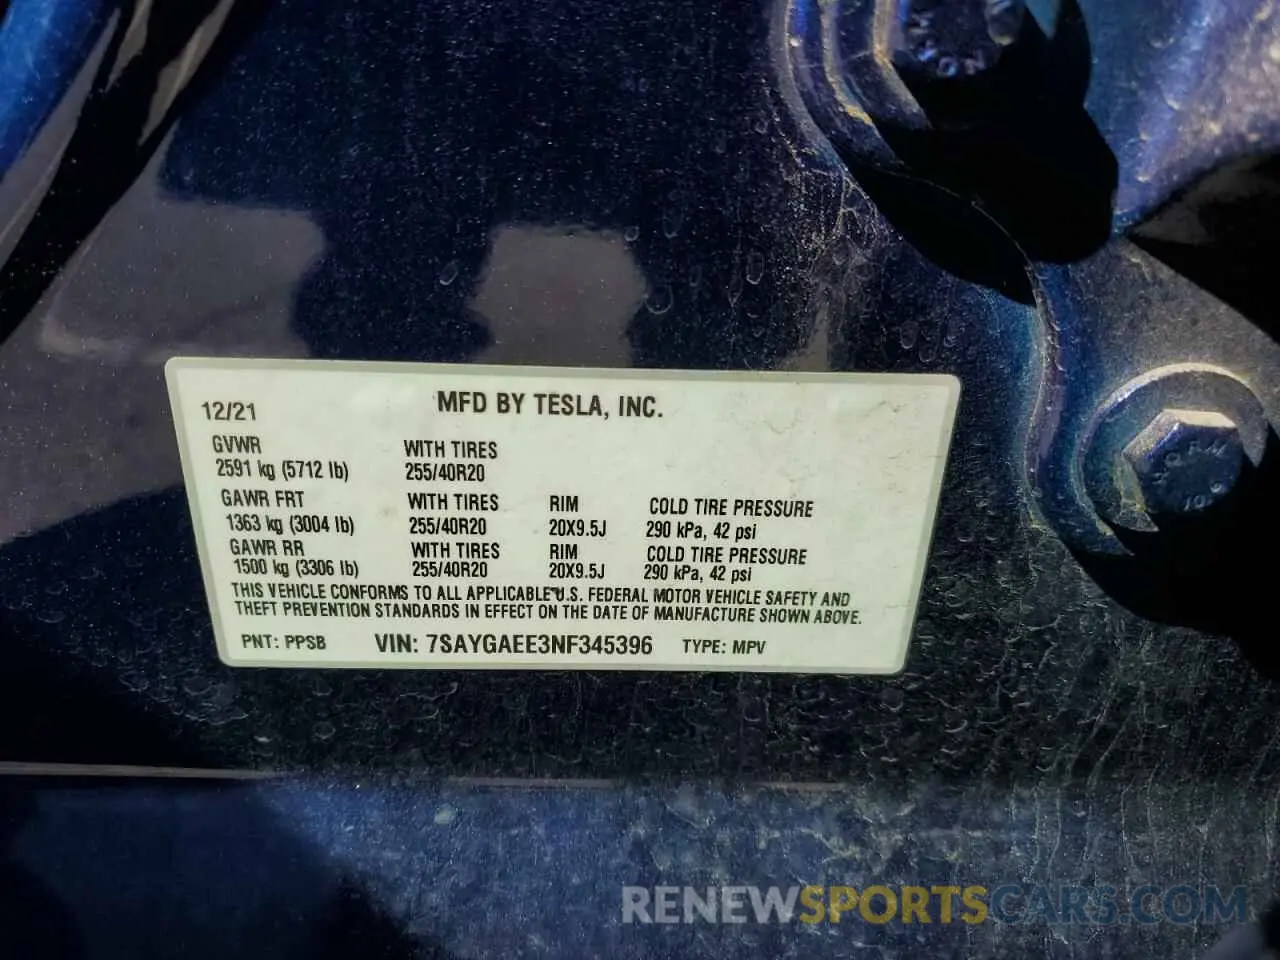 12/21 MFD BY TESLA, INC.
GVWR WITH TIRES
2591 kg (5712 lb) 255/40R20
GAWR FRT WITH TIRES RIM COLD TIRE PRESSURE
1363 kg (3004 lb) 255/40R20 20X9.5J 290 kPa, 42 psi
GAWR RR WITH TIRES RIM COLD TIRE PRESSURE
1500 kg (3306 lb) 255/40R20 20X9.5J 290 kPa, 42 psi
THIS VEHICLE CONFORMS TO ALL APPLICABLE U.S. FEDERAL MOTOR VEHICLE SAFETY AND
THEFT PREVENTION STANDARDS IN EFFECT ON THE DATE OF MANUFACTURE SHOWN ABOVE.
PNT: PPSB VIN: 7SAYGAEE3NF345396 TYPE: MPV
RENEWSPORTSCARS.COM